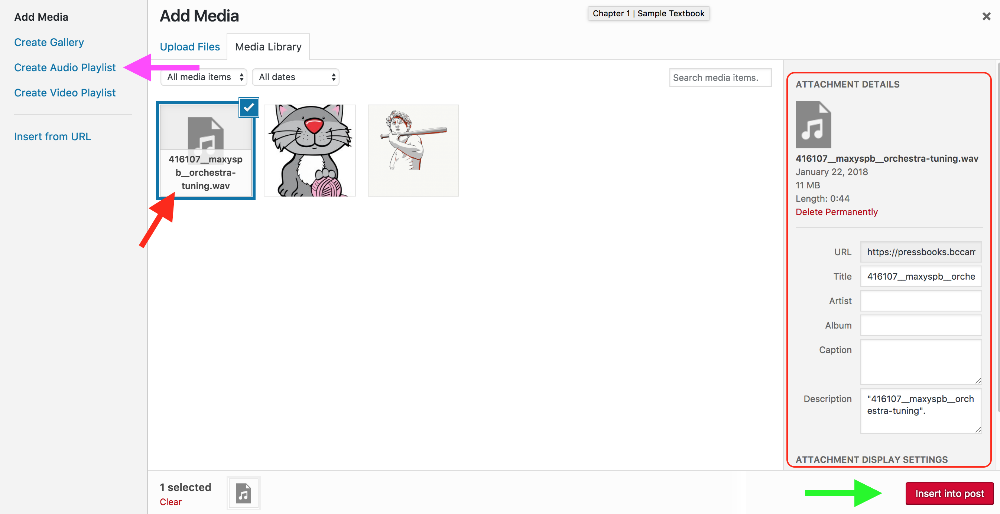 Add Media
Create Gallery
Create Audio Playlist
Create Video Playlist
Insert from URL
Add Media
Chapter 1 | Sample Textbook
Upload Files
Media Library
All media items
All dates
Search media items.
416107__maxysp
b__orchestra-
tuning.wav
ATTACHMENT DETAILS
416107__maxyspb__orchestra-tuning.wav
January 22, 2018
11 MB
Length: 0:44
Delete Permanently
URL https://pressbooks.bccam
Title 416107__maxyspb__orche
Artist
Album
Caption
Description "416107__maxyspb__orch
estra-tuning".
ATTACHMENT DISPLAY SETTINGS
1 selected
Clear
Insert into post